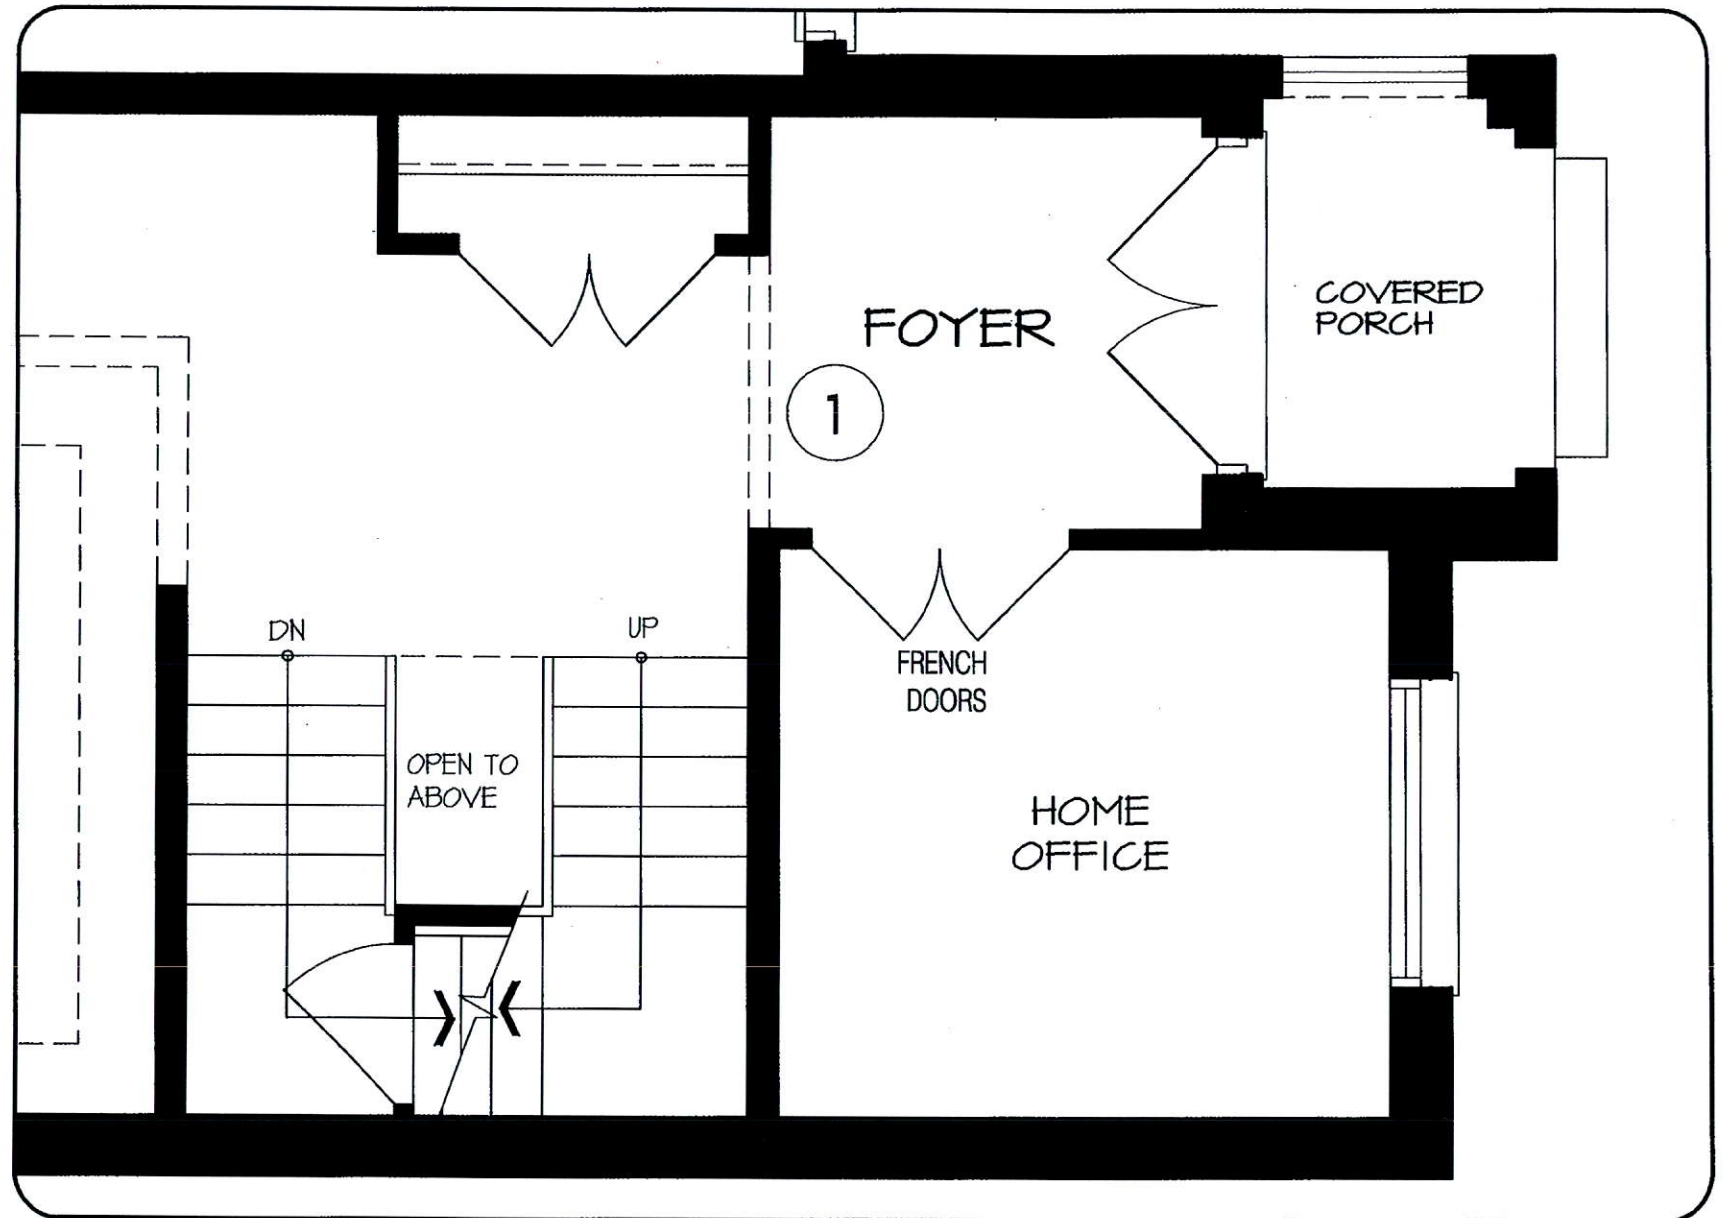 FOYER
COVERED
PORCH
1
DN
UP
FRENCH
DOORS
OPEN TO
ABOVE
HOME
OFFICE